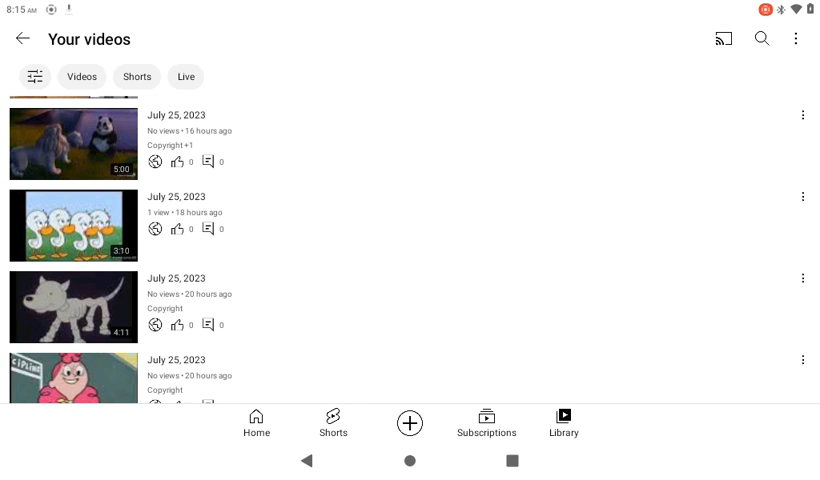 8:15 AM
Your videos
Videos
Shorts
Live
July 25, 2023
No views • 16 hours ago
Copyright +1
0
0
5:00
July 25, 2023
1 view • 18 hours ago
0
0
3:10
July 25, 2023
No views • 20 hours ago
Copyright
0
0
4:11
July 25, 2023
No views • 20 hours ago
Copyright
Home
Shorts
Subscriptions
Library